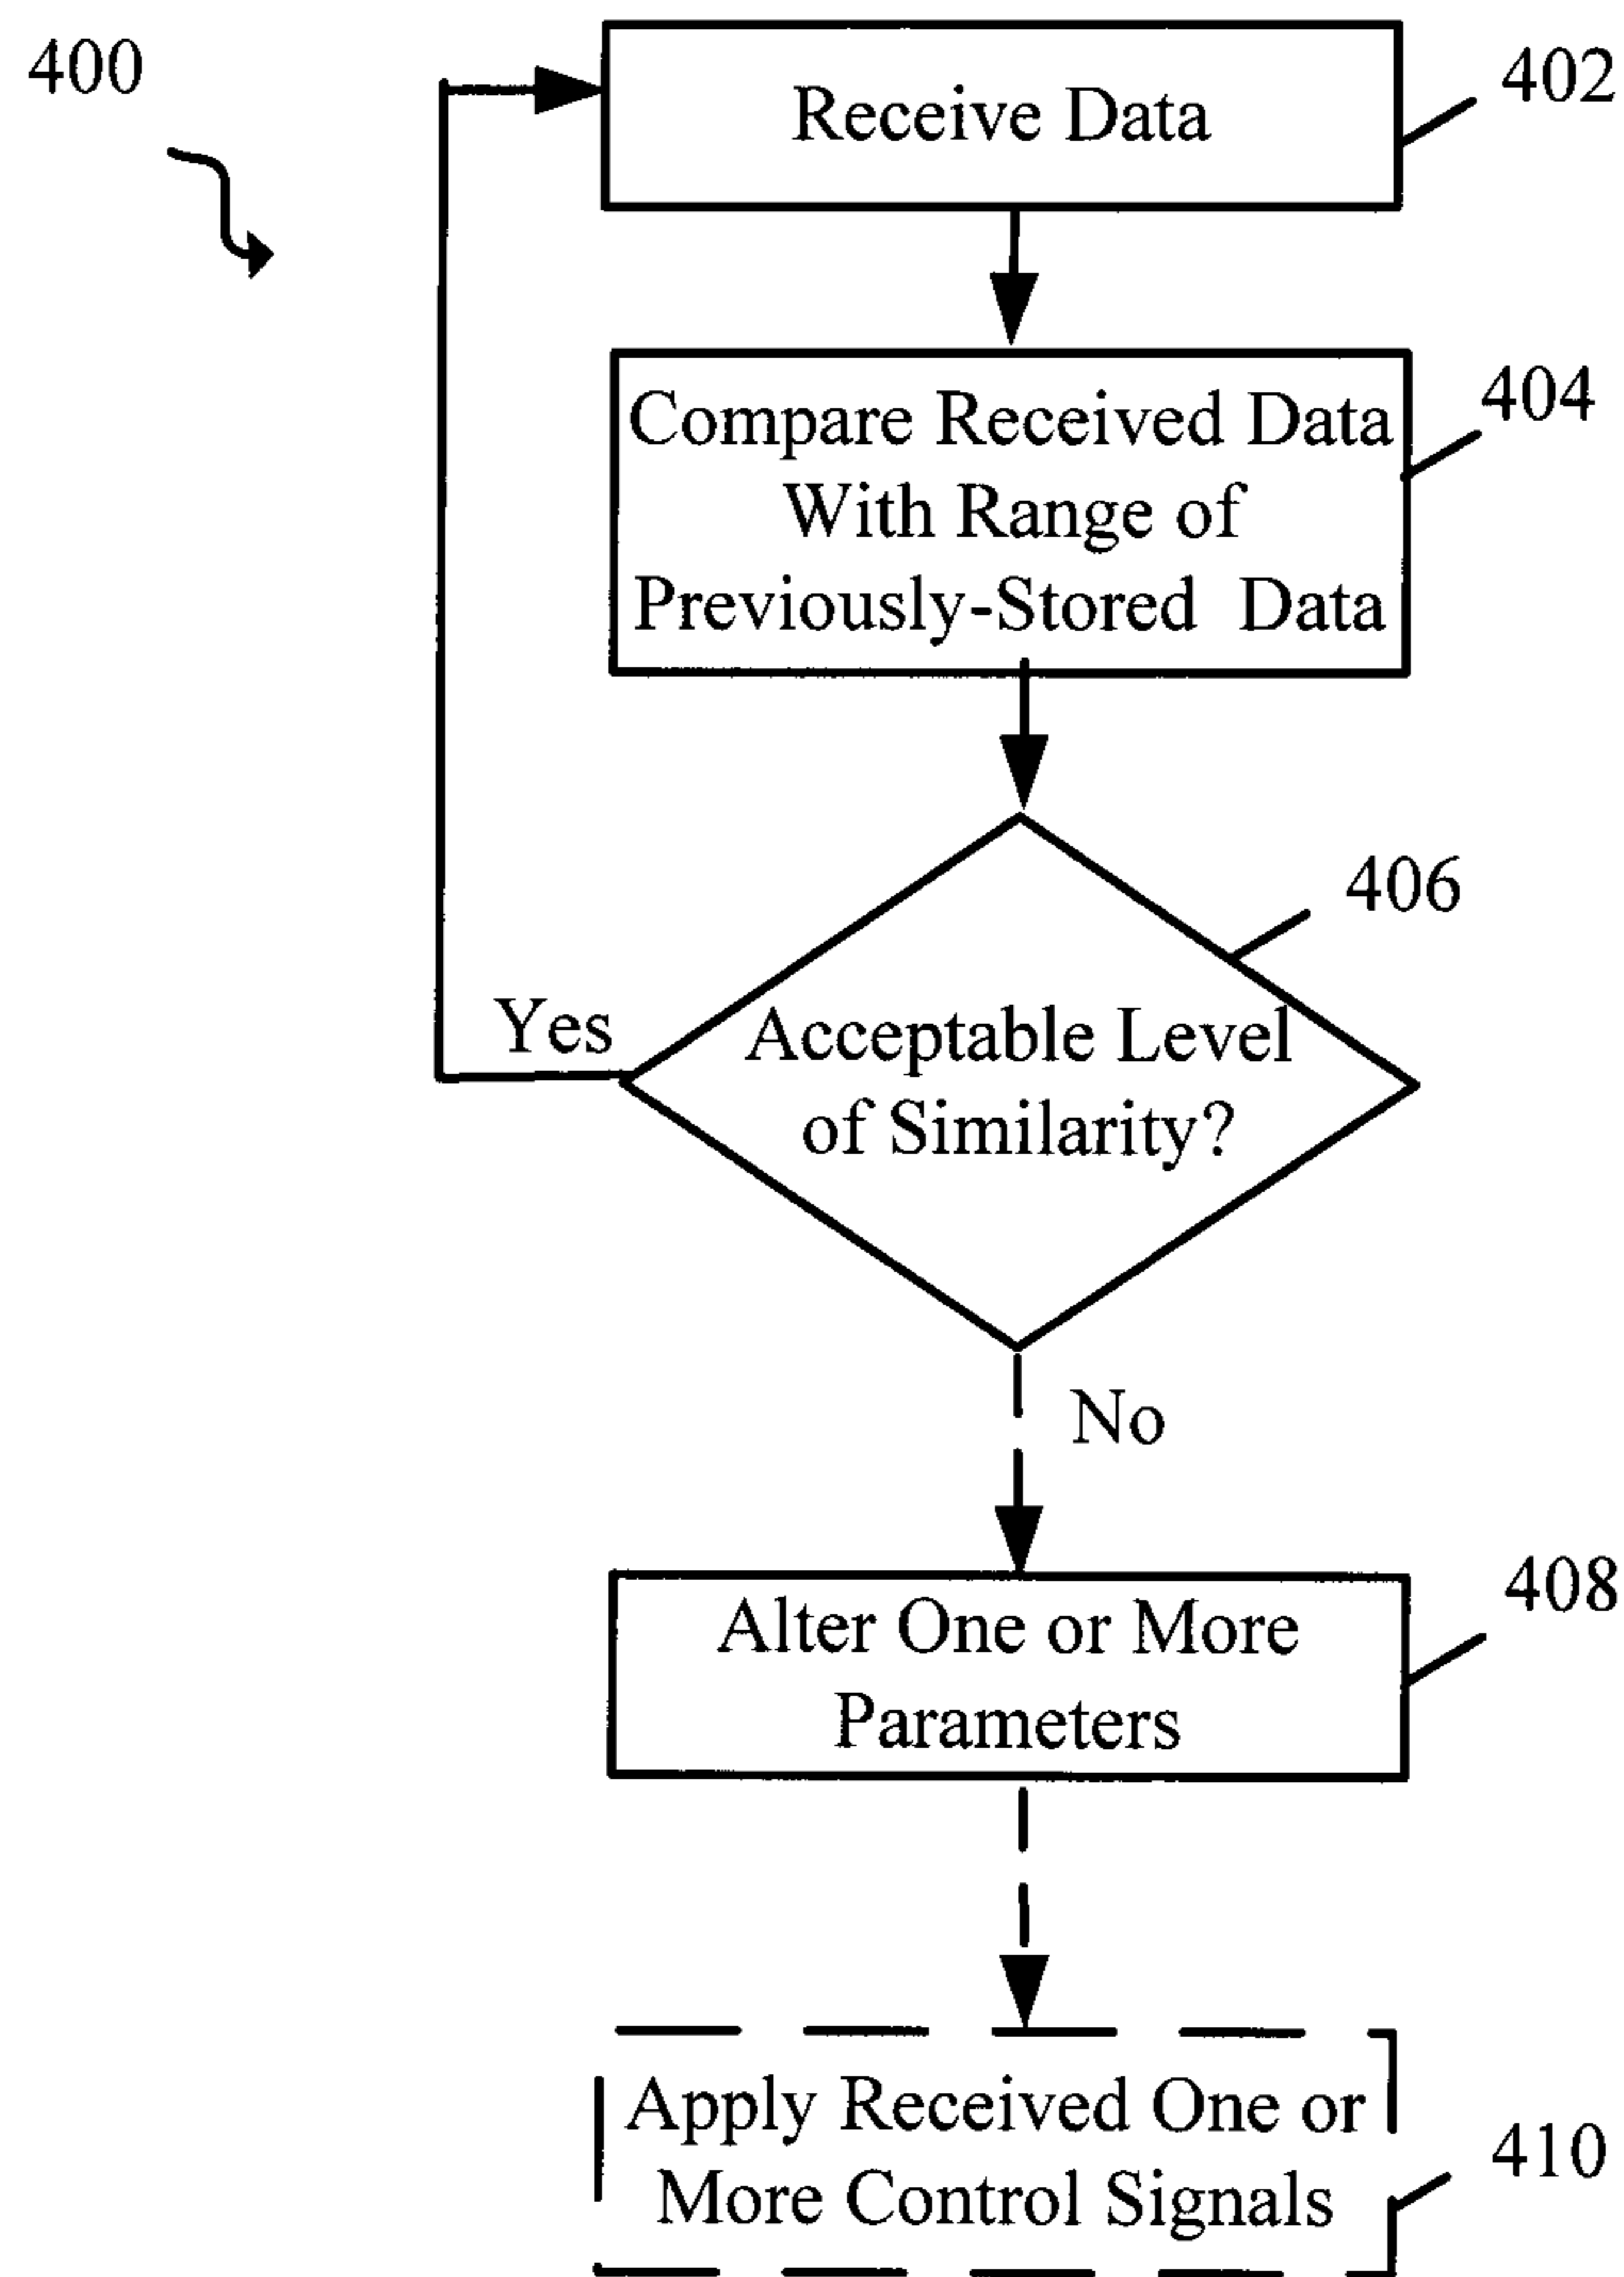 400
Receive Data
402
Compare Received Data
With Range of
Previously-Stored Data
404
406
Yes
Acceptable Level
of Similarity?
No
408
Alter One or More
Parameters
Apply Received One or
More Control Signals
410